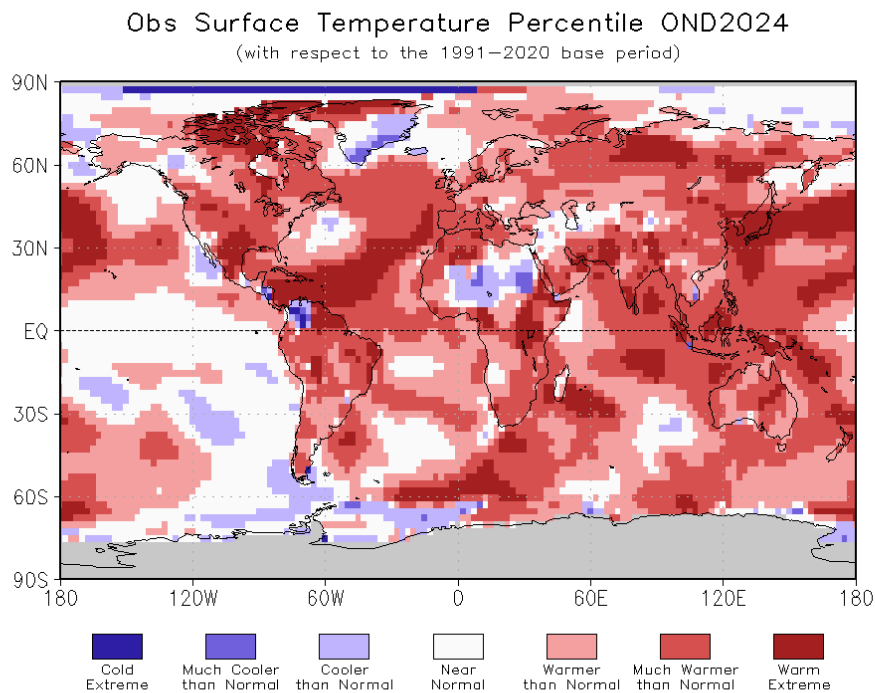 Obs Surface Temperature Percentile OND2024
(with respect to the 1991−2020 base period)
90N
60N
30N
EQ
30S
60S
90S
180 120W 60W 0 60E 120E 180
Cold Much Cooler Cooler Near Warmer Much Warmer Warm
Extreme than Normal than Normal Normal than Normal than Normal Extreme